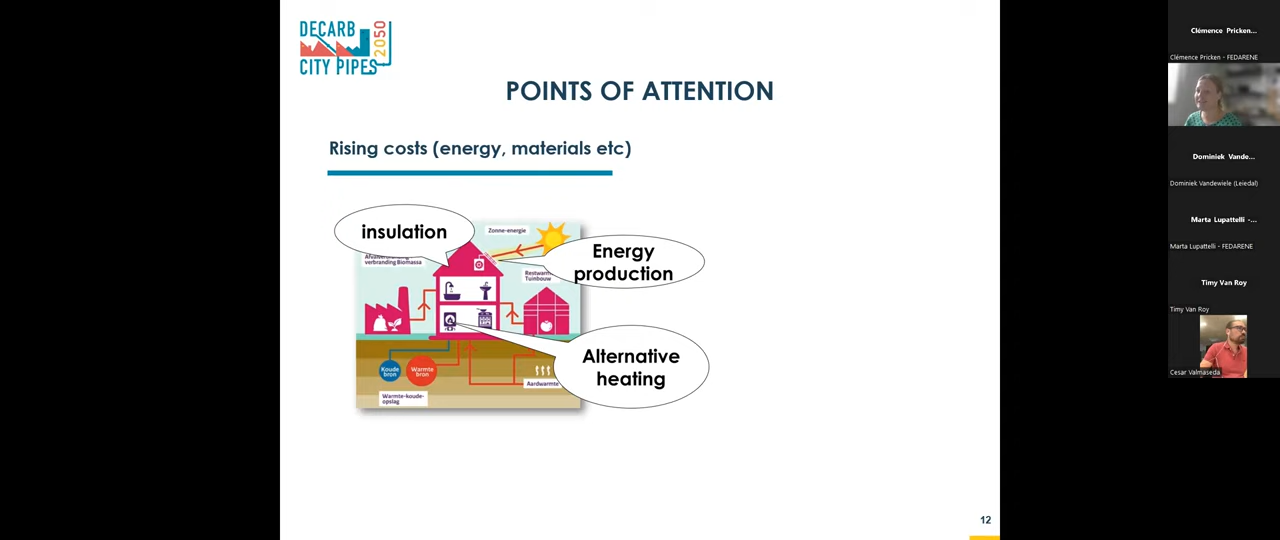 DECARB
CITY PIPES
2050
POINTS OF ATTENTION
Rising costs (energy, materials etc)
insulation
Zonne-energie
Energy
production
verbranding Biomassa
Restwarm
Tuinbouw
Alternative
heating
Koude
bron
Warmte
bron
Aardwarmte
Warmte-koude-
opslag
12
Clémence Pricken...
Clémence Pricken - FEDARENE
Dominiek Vande...
Dominiek Vandewiele (Leiedal)
Marta Lupattelli -...
Marta Lupattelli - FEDARENE
Timy Van Roy
Timy Van Roy
Cesar Valmaseda